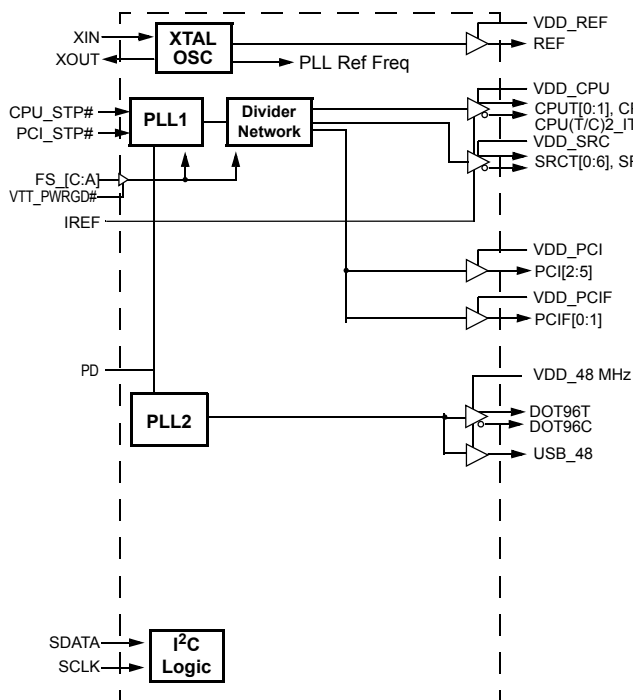 XIN
XOUT
XTAL
OSC
VDD_REF
REF
PLL Ref Freq
CPU_STP#
PCI_STP#
PLL1
Divider
Network
VDD_CPU
CPUT[0:1],
CPU(T/C)2_IT
VDD_SRC
SRCT[0:6],
FS_[C:A]
VTT_PWRGD#
IREF
VDD_PCI
PCI[2:5]
VDD_PCIF
PCIF[0:1]
PD
VDD_48 MHz
PLL2
DOT96T
DOT96C
USB_48
SDATA
SCLK
I²C
Logic